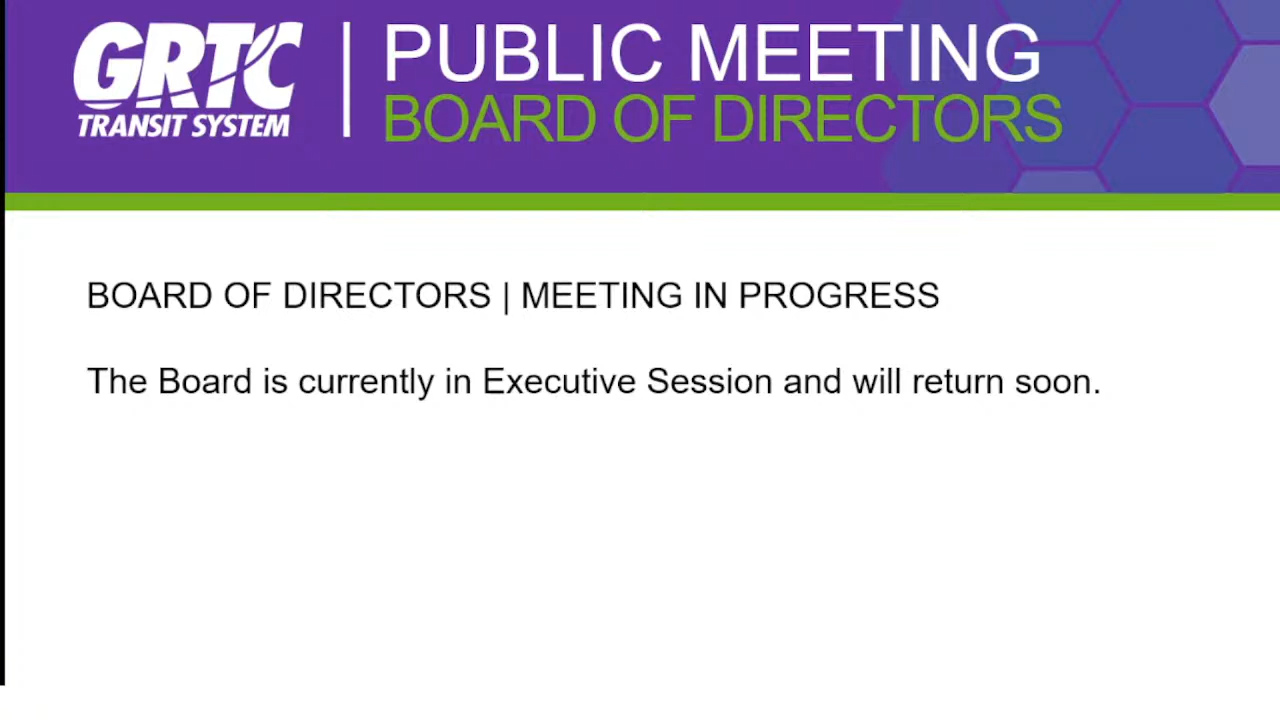 GRTC
TRANSIT SYSTEM
PUBLIC MEETING
BOARD OF DIRECTORS
BOARD OF DIRECTORS | MEETING IN PROGRESS
The Board is currently in Executive Session and will return soon.